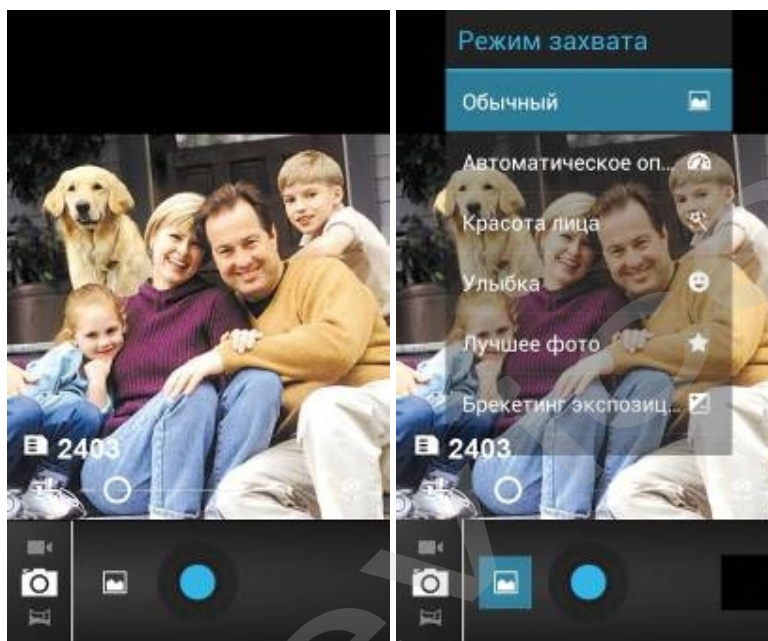 2403
Режим захвата
Обычный
Автоматическое оп...
Красота лица
Улыбка
Лучшее фото
Брекетинг экспозиц...
2403